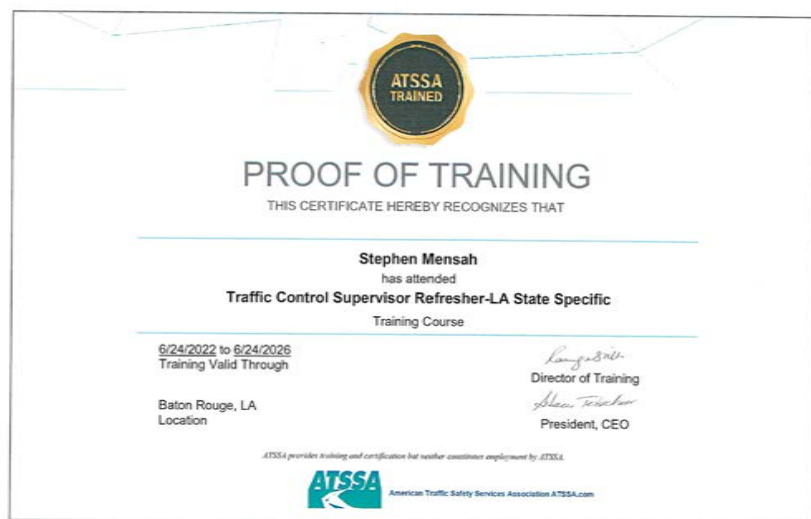 ATSSA
TRAINED
PROOF OF TRAINING
THIS CERTIFICATE HEREBY RECOGNIZES THAT
Stephen Mensah
has attended
Traffic Control Supervisor Refresher-LA State Specific
Training Course
6/24/2022 to 6/24/2026
Training Valid Through
Director of Training
Baton Rouge, LA
Location
President, CEO
ATSSA provides training and certification but neither constitutes employment by ATSSA.
ATSSA
American Traffic Safety Services Association ATSSA.com